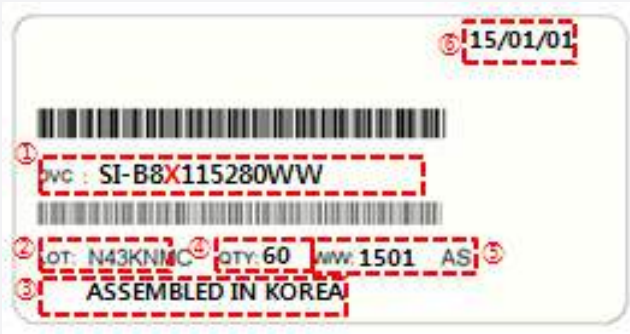 ⑥ 15/01/01
① DVC : SI-B8X115280WW
② LOT: N43KNMC ④ QTY: 60 WW: 1501 AS ⑤
③ ASSEMBLED IN KOREA